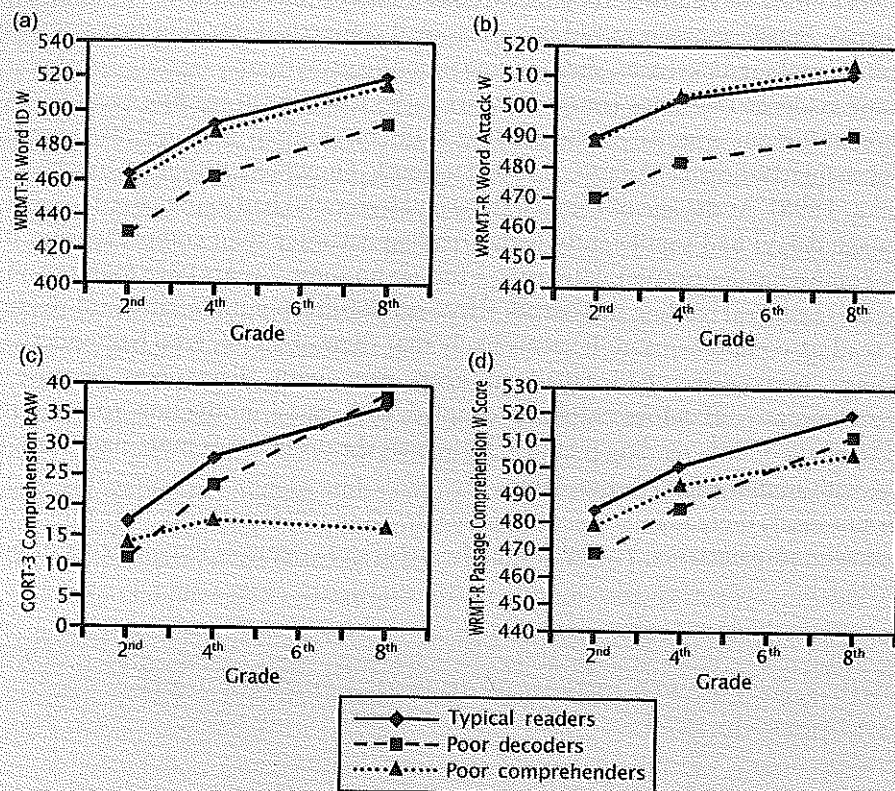 (a)
540
520
500
480
460
440
420
400
WRMT-R Word ID W
2nd 4th 6th 8th
Grade
(b)
520
510
500
490
480
470
460
450
440
WRMT-R Word Attack W
2nd 4th 6th 8th
Grade
(c)
40
35
30
25
20
15
10
5
0
GORT-3 Comprehension RAW
2nd 4th 6th 8th
Grade
(d)
530
520
510
500
490
480
470
460
450
440
WRMT-R Passage Comprehension W Score
2nd 4th 6th 8th
Grade
Typical readers
Poor decoders
Poor comprehenders